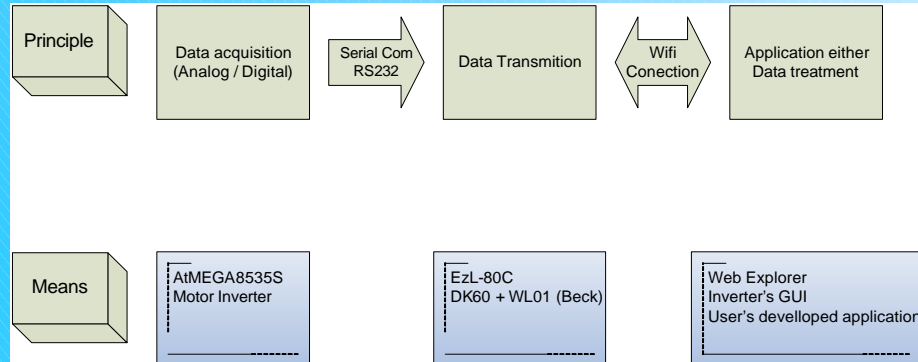 Principle
Data acquisition
(Analog / Digital)
Serial Com
RS232
Data Transmition
Wifi
Conection
Application either
Data treatment
Means
AtMEGA8535S
Motor Inverter
EzL-80C
DK60 + WL01 (Beck)
Web Explorer
Inverter's GUI
User's develloped application